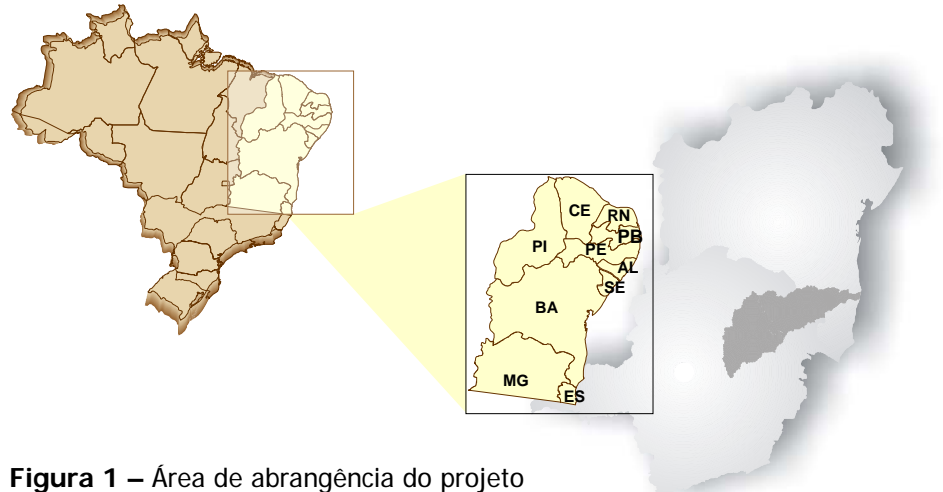 CE
RN
PB
PI
PE
AL
SE
BA
MG
ES
Figura 1 – Área de abrangência do projeto